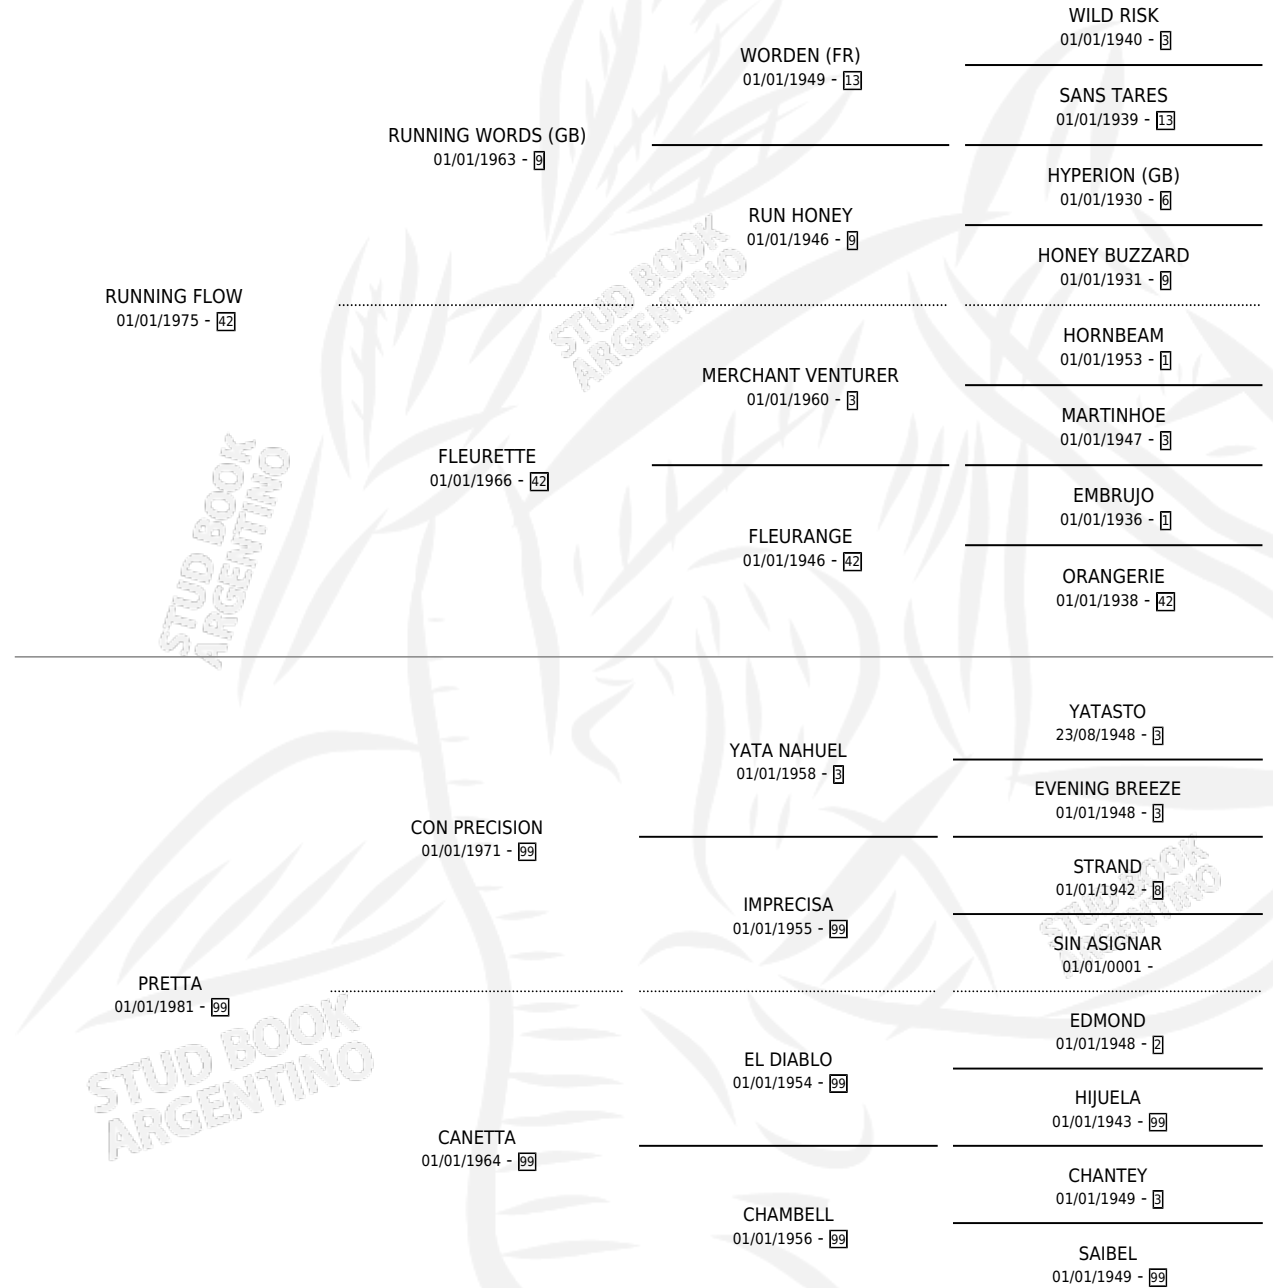 WILD RISK
01/01/1940 - 3
WORDEN (FR)
01/01/1949 - 13
SANS TARES
01/01/1939 - 13
RUNNING WORDS (GB)
01/01/1963 - 9
HYPERION (GB)
01/01/1930 - 6
RUN HONEY
01/01/1946 - 9
HONEY BUZZARD
01/01/1931 - 9
RUNNING FLOW
01/01/1975 - 42
HORNBEAM
01/01/1953 - 1
MERCHANT VENTURER
01/01/1960 - 3
MARTINHOE
01/01/1947 - 3
FLEURETTE
01/01/1966 - 42
EMBRUJO
01/01/1936 - 1
FLEURANGE
01/01/1946 - 42
ORANGERIE
01/01/1938 - 42
YATASTO
23/08/1948 - 3
YATA NAHUEL
01/01/1958 - 3
EVENING BREEZE
01/01/1948 - 3
CON PRECISION
01/01/1971 - 99
STRAND
01/01/1942 - 8
IMPRECISA
01/01/1955 - 99
SIN ASIGNAR
01/01/0001 -
PRETTA
01/01/1981 - 99
EDMOND
01/01/1948 - 2
EL DIABLO
01/01/1954 - 99
HIJUELA
01/01/1943 - 99
CANETTA
01/01/1964 - 99
CHANTEY
01/01/1949 - 3
CHAMBELL
01/01/1956 - 99
SAIBEL
01/01/1949 - 99
STUD BOOK
ARGENTINO
STUD BOOK
ARGENTINO
STUD BOOK
ARGENTINO
STUD BOOK
ARGENTINO